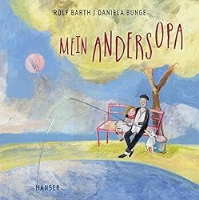 ROLF BARTH | DANIELA BUNGE
MEIN ANDERSOPA
HANSER